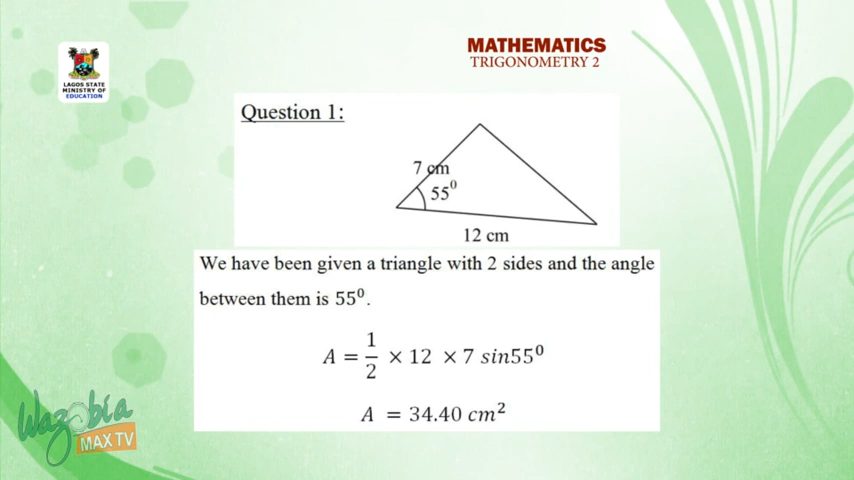 MATHEMATICS
TRIGONOMETRY 2
LAGOS STATE
MINISTRY OF
EDUCATION
Question 1:
7 cm
55⁰
12 cm
We have been given a triangle with 2 sides and the angle
between them is 55⁰.
A = 1/2 × 12 × 7 sin55⁰
A = 34.40 cm²
Wazobia
MAX TV